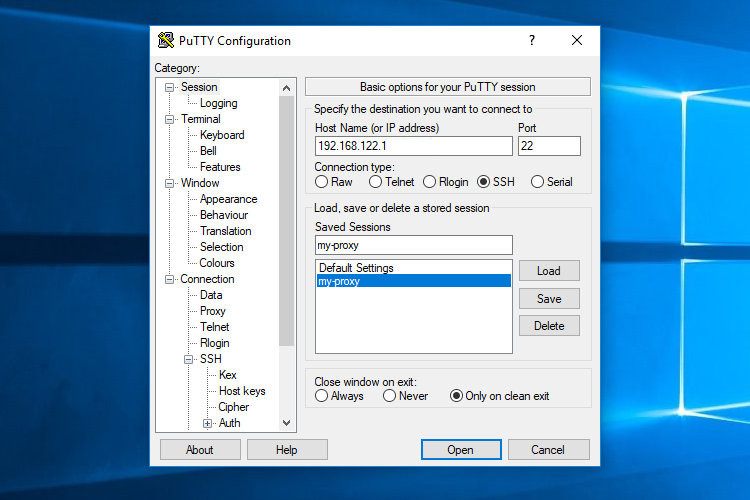 PuTTY Configuration
?
Category:
Session
Logging
Terminal
Keyboard
Bell
Features
Window
Appearance
Behaviour
Translation
Selection
Colours
Connection
Data
Proxy
Telnet
Rlogin
SSH
Kex
Host keys
Cipher
Auth
Basic options for your PuTTY session
Specify the destination you want to connect to
Host Name (or IP address) Port
192.168.122.1 22
Connection type:
Raw Telnet Rlogin SSH Serial
Load, save or delete a stored session
Saved Sessions
my-proxy
Default Settings
my-proxy
Load
Save
Delete
Close window on exit:
Always Never Only on clean exit
About Help Open Cancel